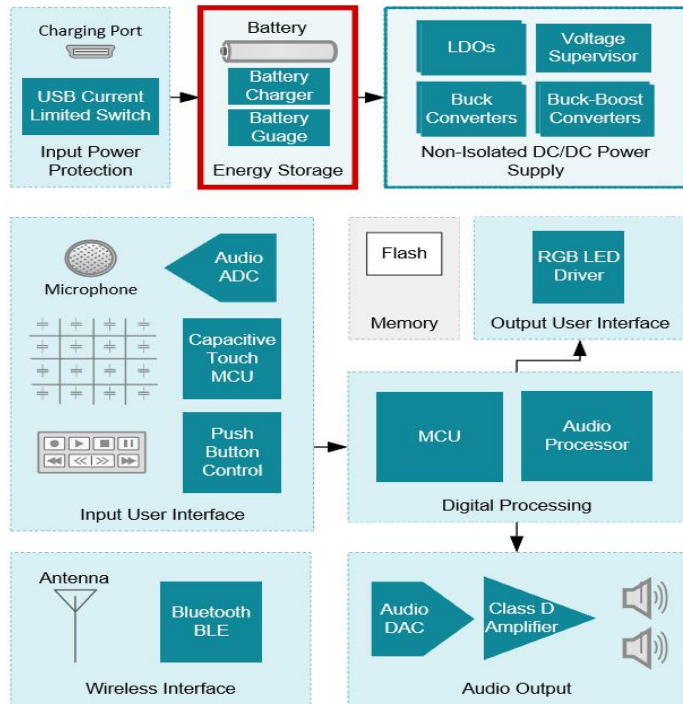 Charging Port
USB Current
Limited Switch
Input Power
Protection
Battery
Battery
Charger
Battery
Guage
Energy Storage
LDOs
Voltage
Supervisor
Buck
Converters
Buck-Boost
Converters
Non-Isolated DC/DC Power
Supply
Microphone
Audio
ADC
Capacitive
Touch
MCU
Push
Button
Control
Input User Interface
Flash
Memory
RGB LED
Driver
Output User Interface
MCU
Audio
Processor
Digital Processing
Antenna
Bluetooth
BLE
Wireless Interface
Audio
DAC
Class D
Amplifier
Audio Output